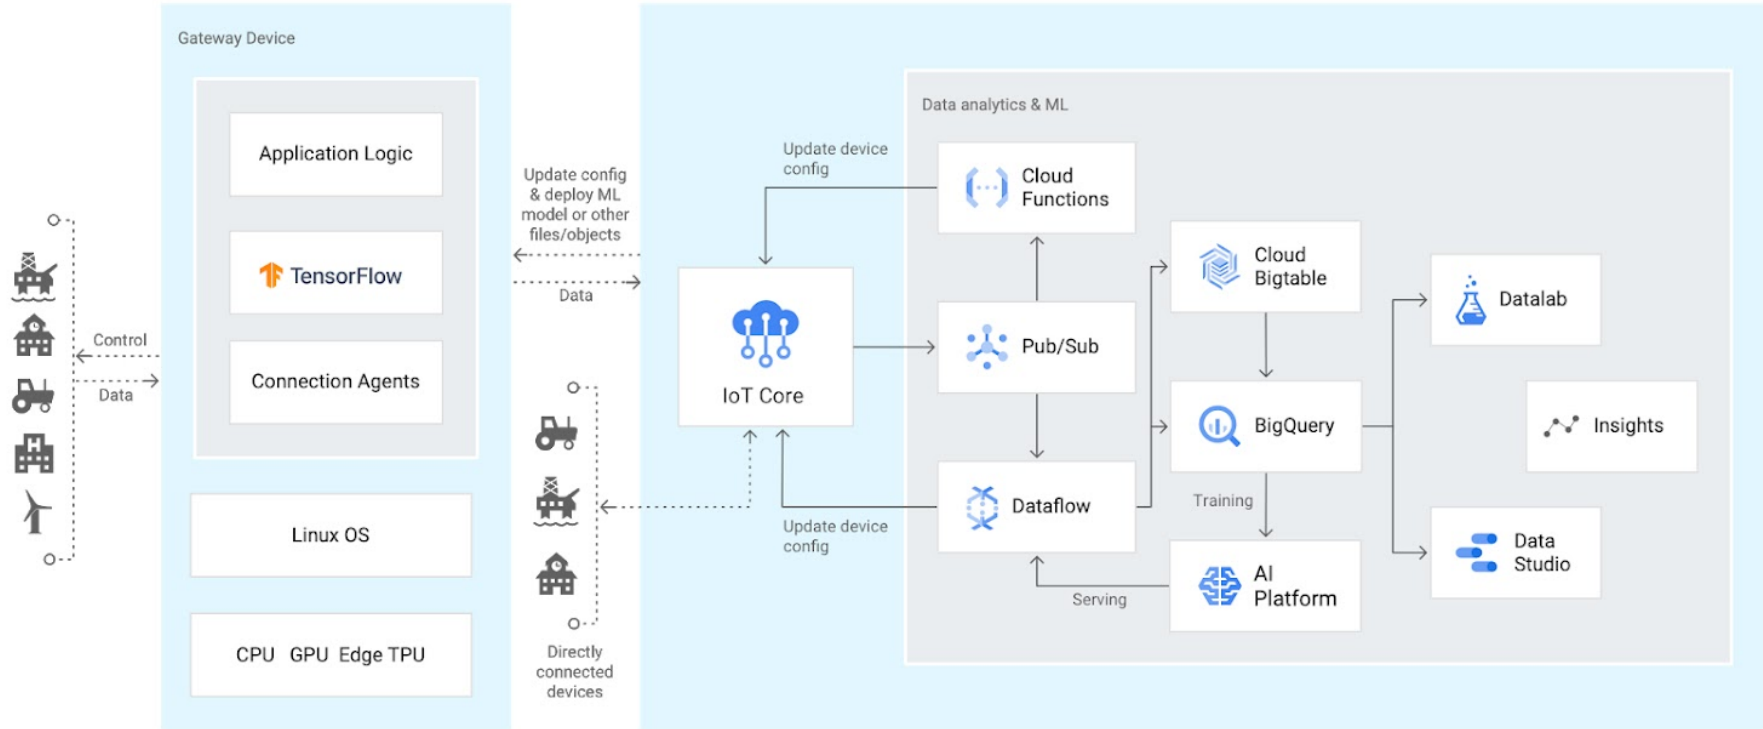 Gateway Device
Application Logic
TensorFlow
Connection Agents
Linux OS
CPU GPU Edge TPU
Control
Data
Update config
& deploy ML
model or other
files/objects
Data
Directly
connected
devices
IoT Core
Update device
config
Update device
config
Data analytics & ML
Cloud
Functions
Pub/Sub
Dataflow
Cloud
Bigtable
BigQuery
Training
AI
Platform
Serving
Datalab
Insights
Data
Studio